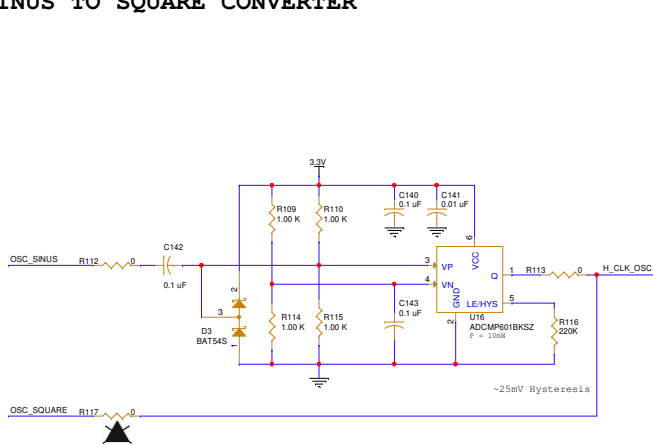 SINUS TO SQUARE CONVERTER
3.3V
R109
1.00 K
R110
1.00 K
C140
0.1 uF
C141
0.01 uF
OSC_SINUS
R112
0
C142
0.1 uF
6
3
VP
VCC
4
VN
Q
1
R113
0
H_CLK_OSC
2
3
D3
BAT54S
1
R114
1.00 K
R115
1.00 K
C143
0.1 uF
GND
2
LE/HYS
5
U16
ADCMP601BKSZ
P = 10mW
R116
220K
~25mV Hysteresis
OSC_SQUARE
R117
0